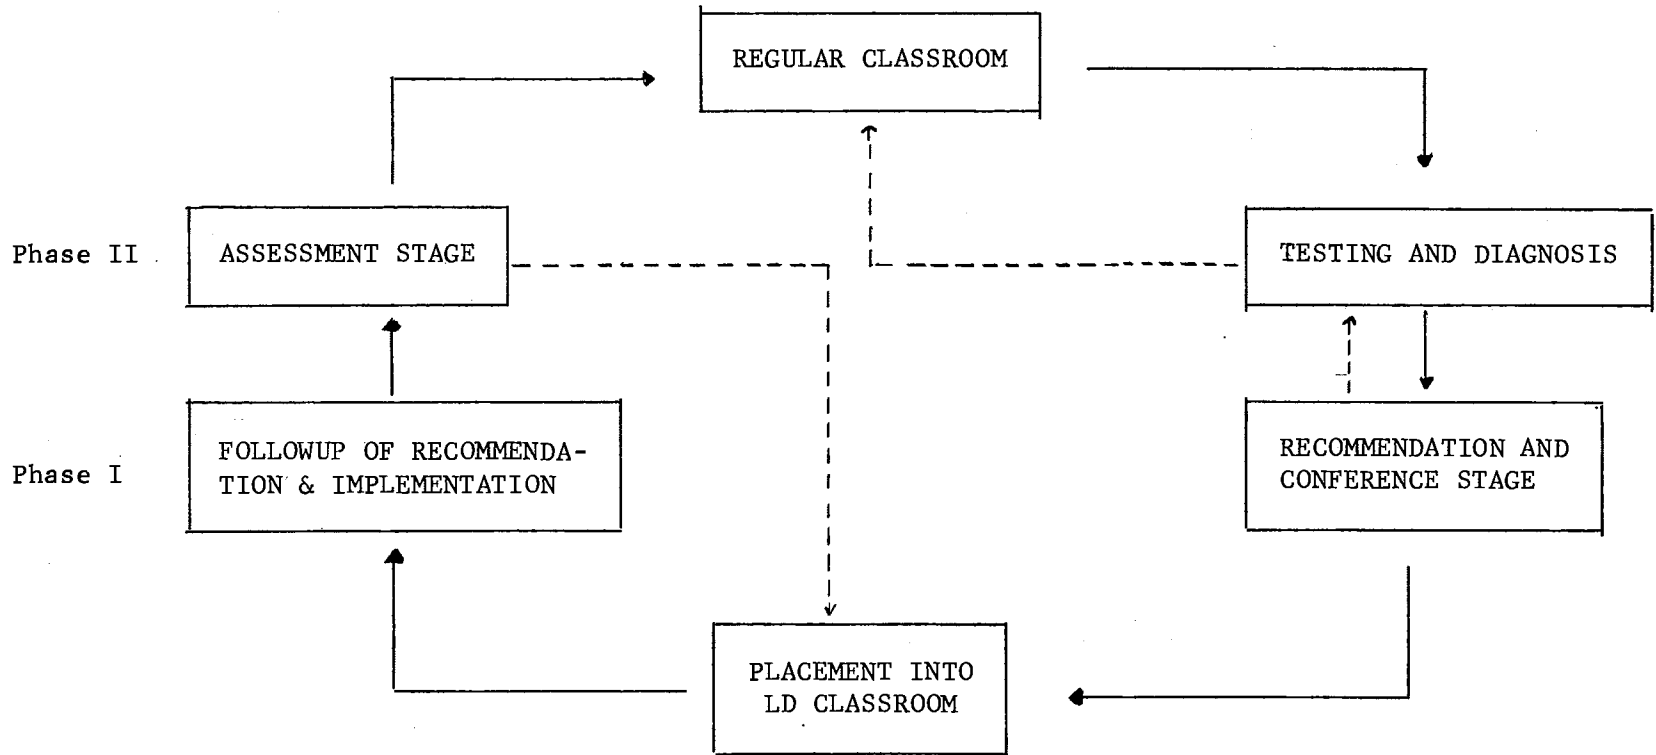 REGULAR CLASSROOM
Phase II
ASSESSMENT STAGE
TESTING AND DIAGNOSIS
Phase I
FOLLOWUP OF RECOMMENDA-
TION & IMPLEMENTATION
RECOMMENDATION AND
CONFERENCE STAGE
PLACEMENT INTO
LD CLASSROOM